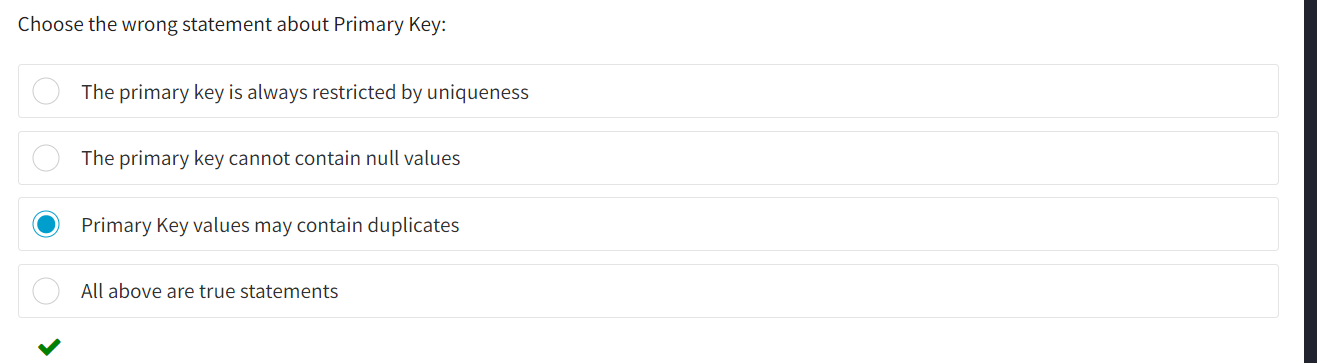 Choose the wrong statement about Primary Key:
The primary key is always restricted by uniqueness
The primary key cannot contain null values
Primary Key values may contain duplicates
All above are true statements